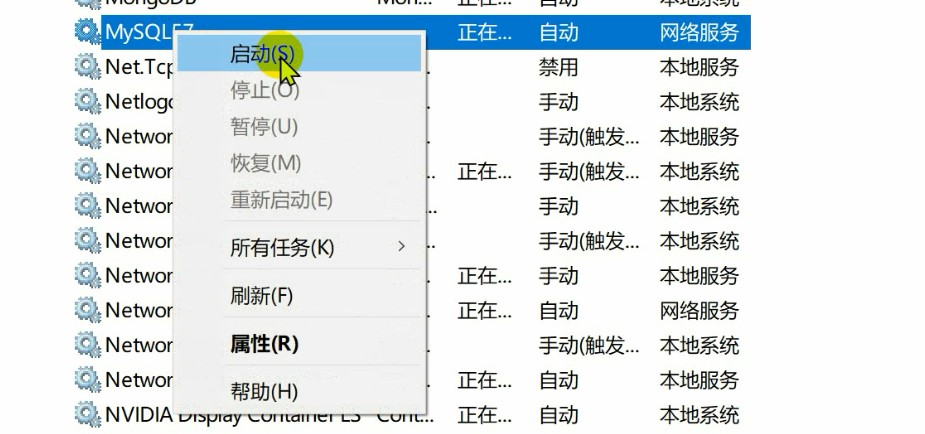 MongoDB Mon... 正在... 自动 本地系统
MySQL57 正在... 自动 网络服务
启动(S)
Net.Tcp 禁用 本地服务
停止(O)
Netlogo 手动 本地系统
暂停(U)
Networ 手动(触发... 本地系统
恢复(M)
Networ 正在... 手动(触发... 本地系统
重新启动(E)
Networ 手动 本地系统
所有任务(K)
Networ 手动(触发... 本地系统
Networ 正在... 手动 本地服务
刷新(F)
Networ 正在... 自动 网络服务
属性(R)
Networ 手动(触发... 本地系统
Networ 正在... 自动 本地服务
帮助(H)
NVIDIA Display Container LS Cont... 正在... 自动 本地系统